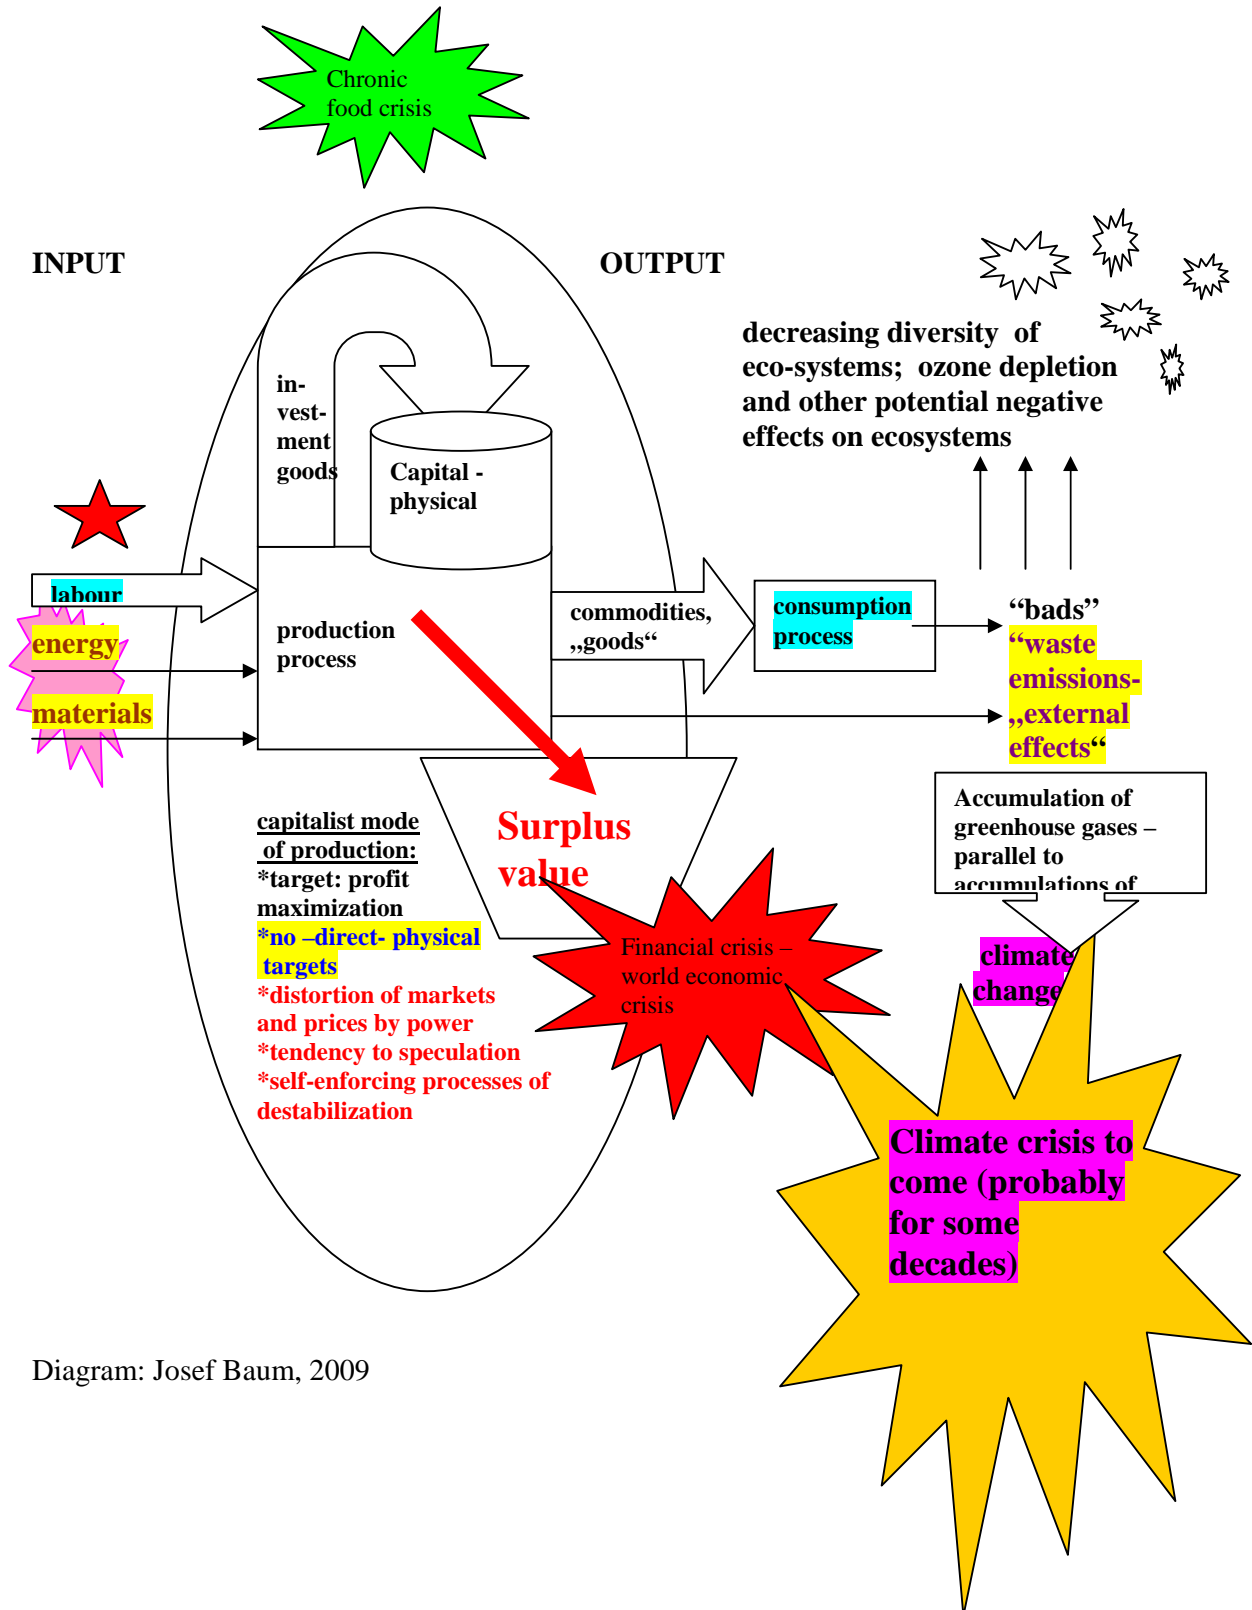 Chronic
food crisis
INPUT
OUTPUT
decreasing diversity of
eco-systems; ozone depletion
and other potential negative
effects on ecosystems
in-
vest-
ment
goods
Capital -
physical
labour
energy
materials
production
process
commodities,
„goods“
consumption
process
“bads”
“waste
emissions-
„external
effects“
Surplus
value
capitalist mode
of production:
*target: profit
maximization
*no –direct- physical
targets
*distortion of markets
and prices by power
*tendency to speculation
*self-enforcing processes of
destabilization
Financial crisis –
world economic
crisis
Accumulation of
greenhouse gases –
parallel to
accumulations of
climate
change
Climate crisis to
come (probably
for some
decades)
Diagram: Josef Baum, 2009